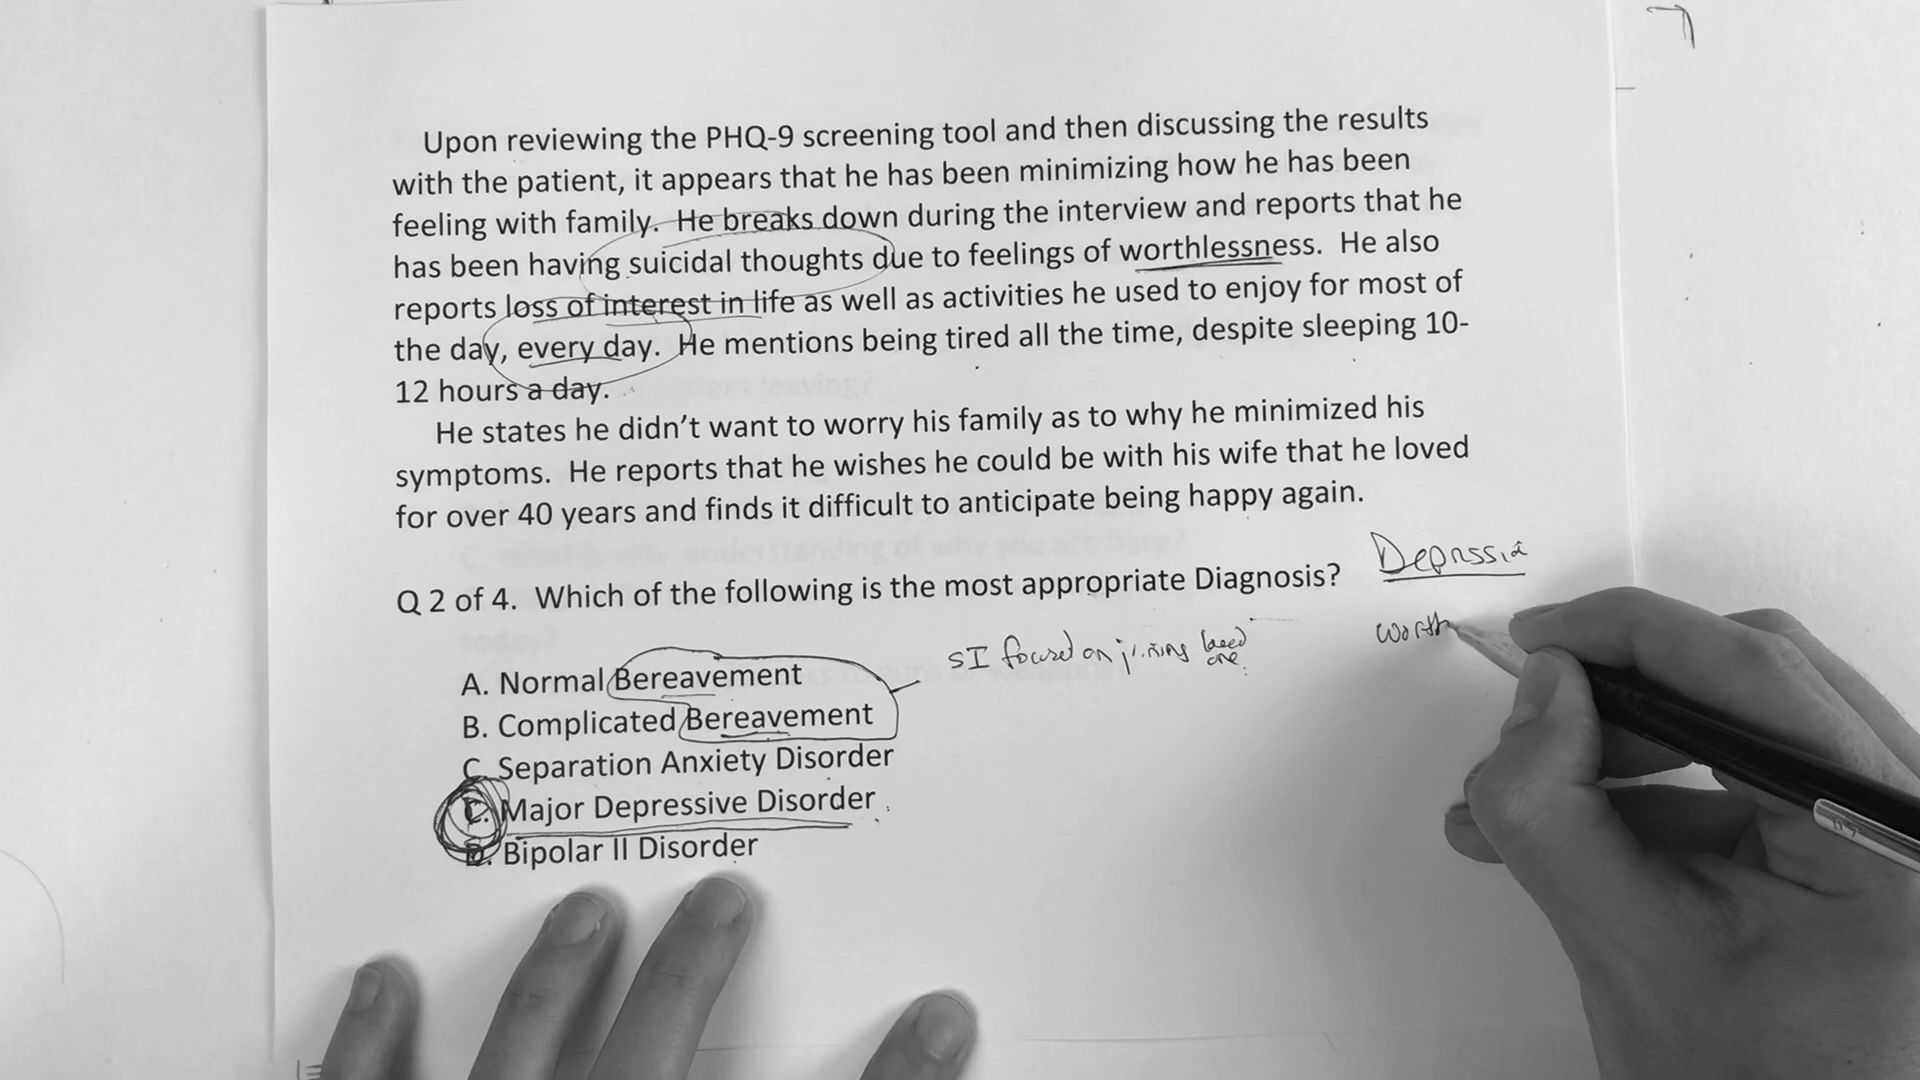 Upon reviewing the PHQ-9 screening tool and then discussing the results
with the patient, it appears that he has been minimizing how he has been
feeling with family. He breaks down during the interview and reports that he
has been having suicidal thoughts due to feelings of worthlessness. He also
reports loss of interest in life as well as activities he used to enjoy for most of
the day, every day. He mentions being tired all the time, despite sleeping 10-
12 hours a day.
He states he didn't want to worry his family as to why he minimized his
symptoms. He reports that he wishes he could be with his wife that he loved
for over 40 years and finds it difficult to anticipate being happy again.
Q 2 of 4. Which of the following is the most appropriate Diagnosis?
SI focused on joining loved
one.
Worth
A. Normal Bereavement
B. Complicated Bereavement
C. Separation Anxiety Disorder
C. Major Depressive Disorder
D. Bipolar II Disorder